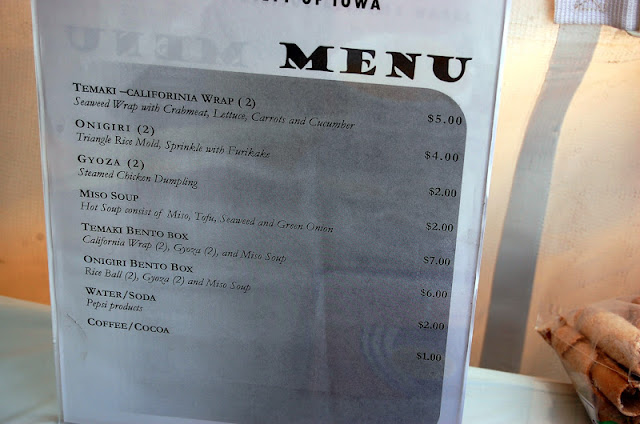 OF IOWA
MENU
TEMAKI –CALIFORINIA WRAP ( 2)
Seaweed Wrap with Crabmeat, Lettuce, Carrots and Cucumber
$5.00
ONIGIRI (2)
Triangle Rice Mold, Sprinkle with Furikake
$4.00
GYOZA (2)
Steamed Chicken Dumpling
$2.00
MISO SOUP
Hot Soup consist of Miso, Tofu, Seaweed and Green Onion
$2.00
TEMAKI BENTO BOX
California Wrap (2), Gyoza (2), and Miso Soup
$7.00
ONIGIRI BENTO BOX
Rice Ball (2), Gyoza (2) and Miso Soup
$6.00
WATER/SODA
Pepsi products
$2.00
COFFEE/COCOA
$1.00